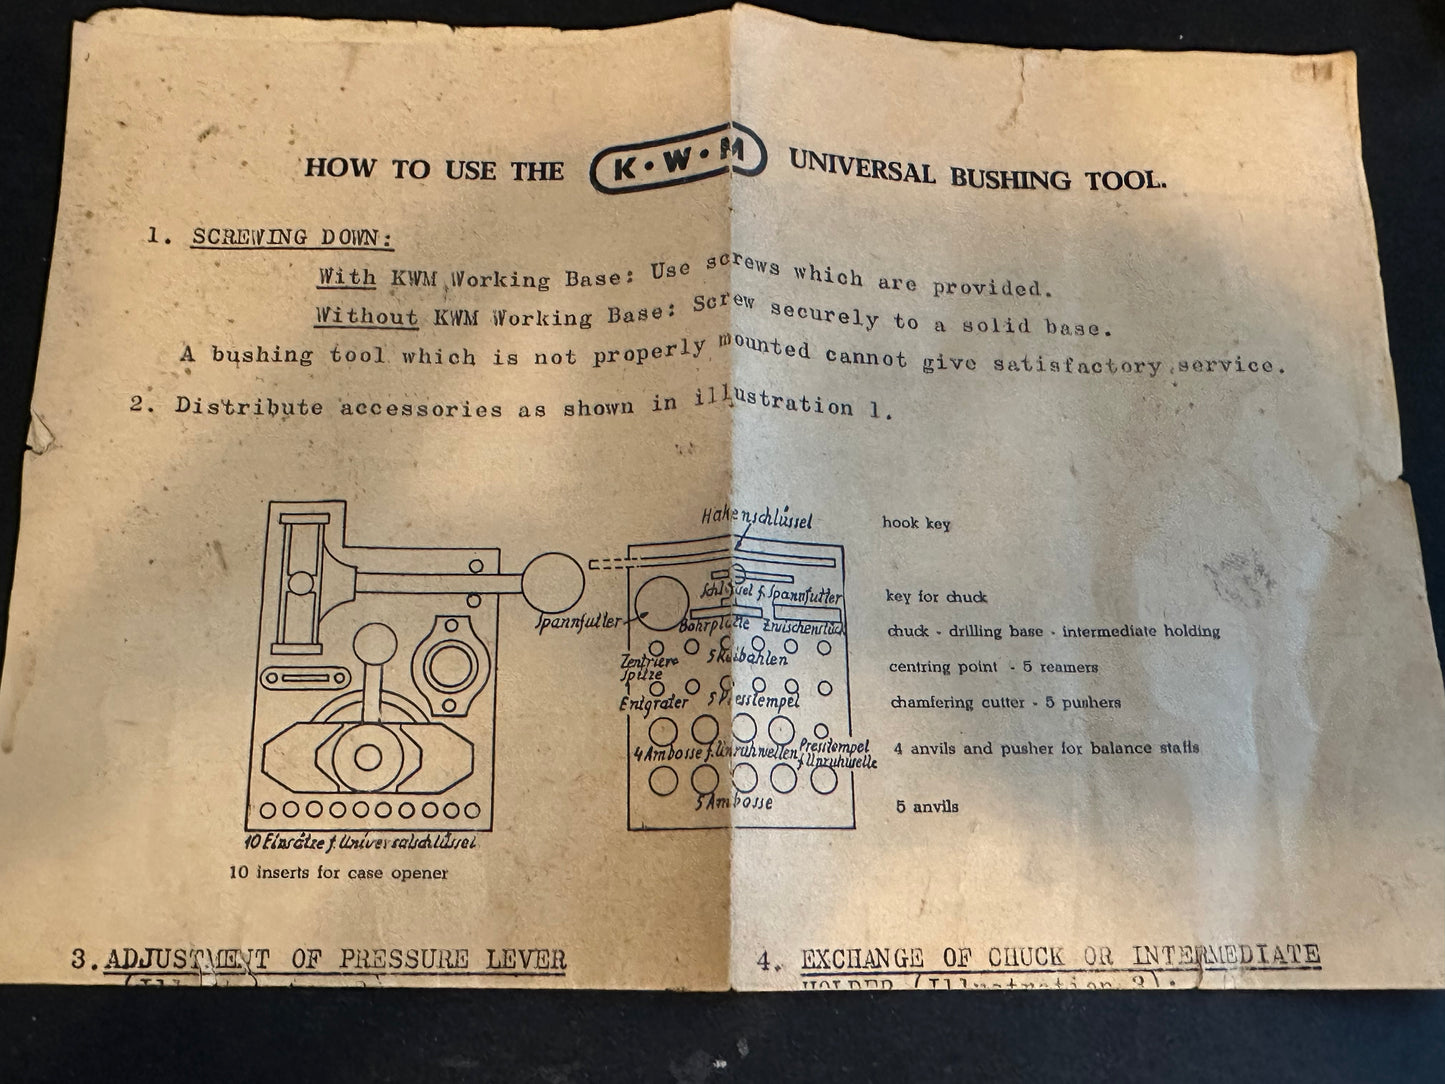 HOW TO USE THE K·W·M UNIVERSAL BUSHING TOOL.
1. SCREWING DOWN:
With KWM Working Base: Use screws which are provided.
Without KWM Working Base: Screw securely to a solid base.
A bushing tool which is not properly mounted cannot give satisfactory service.
2. Distribute accessories as shown in illustration 1.
Hakenschlüssel
hook key
Schlüssel f. Spannfutter
key for chuck
Spannfutter
Bohrplatte Zwischenstück
chuck - drilling base - intermediate holding
Zentrier=
Spitze
5 Reibahlen
centring point - 5 reamers
Entgrater 5 Presstempel
chamfering cutter - 5 pushers
4 Ambosse f. Unruhwellen Presstempel
f. Unruhwelle
4 anvils and pusher for balance staffs
5 Ambosse
5 anvils
10 Einsätze f. Universalschlüssel
10 inserts for case opener
3. ADJUSTMENT OF PRESSURE LEVER
4. EXCHANGE OF CHUCK OR INTERMEDIATE
HOLDER (Illustration 3):